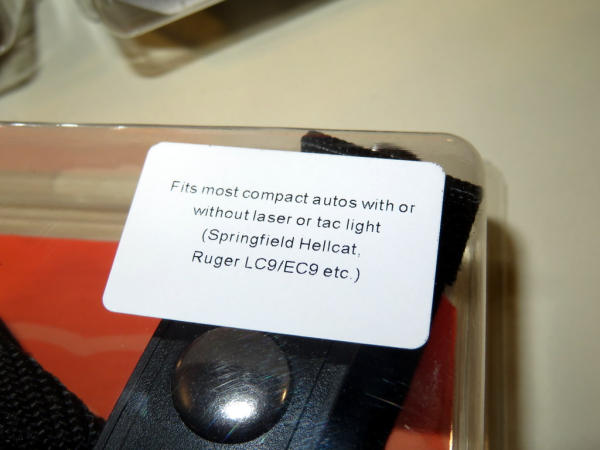 Fits most compact autos with or
without laser or tac light
(Springfield Hellcat,
Ruger LC9/EC9 etc.)